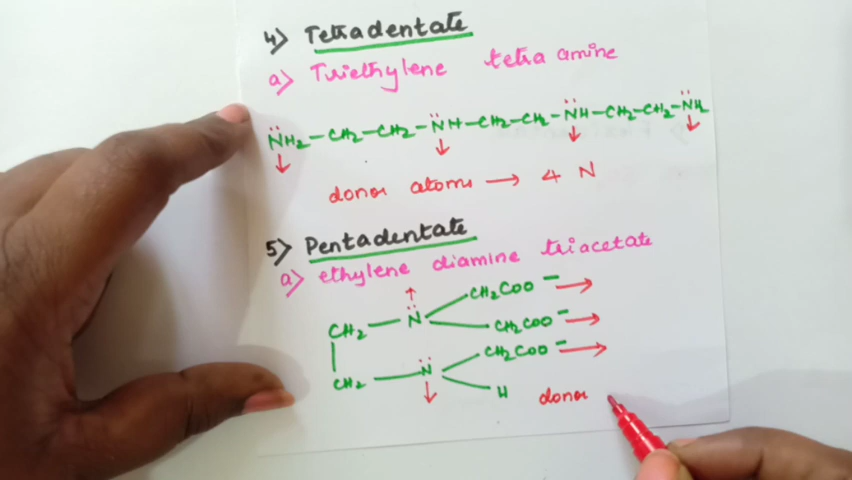 4) Tetradentate
a) Triethylene tetra amine
N̈H₂-CH₂-CH₂-N̈H-CH₂-CH₂-N̈H-CH₂-CH₂-N̈H₂
↓ ↓ ↓ ↓
donor atoms → 4 N
5) Pentadentate
a) ethylene diamine triacetate
↑ CH₂COO⁻ →
CH₂ - N̈
CH₂COO⁻ →
CH₂COO⁻ →
CH₂ - N̈
↓ H donor